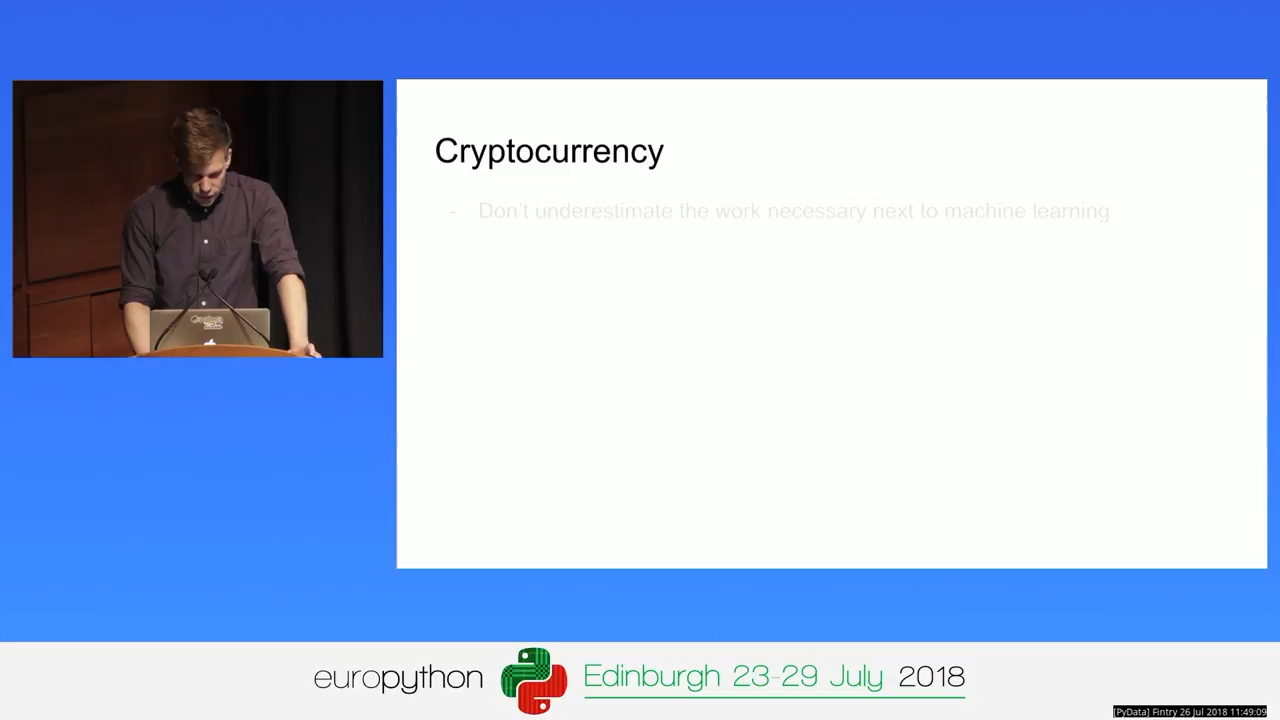 Cryptocurrency
- Don't underestimate the work necessary next to machine learning
europython Edinburgh 23-29 July 2018
[PyData] Fintry 26 Jul 2018 11:49:09